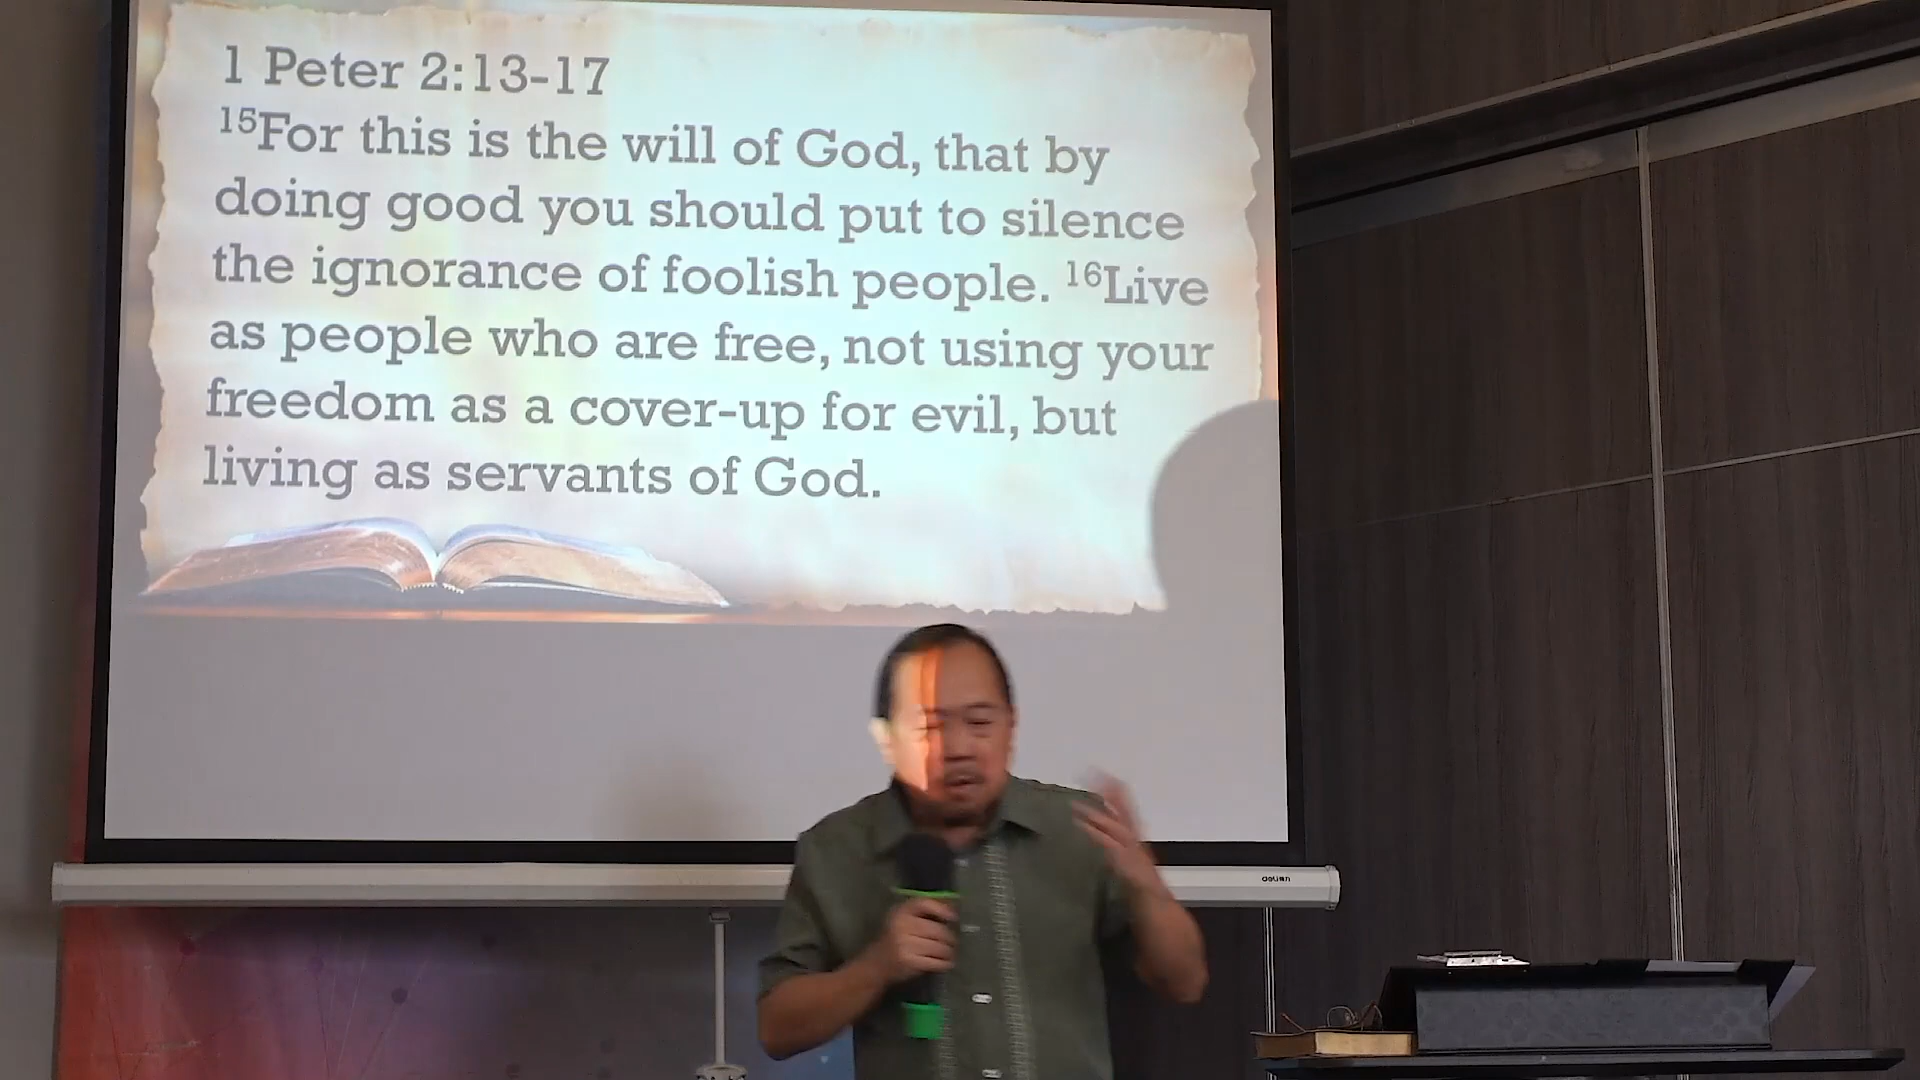 1 Peter 2:13-17
15For this is the will of God, that by
doing good you should put to silence
the ignorance of foolish people. 16Live
as people who are free, not using your
freedom as a cover-up for evil, but
living as servants of God.